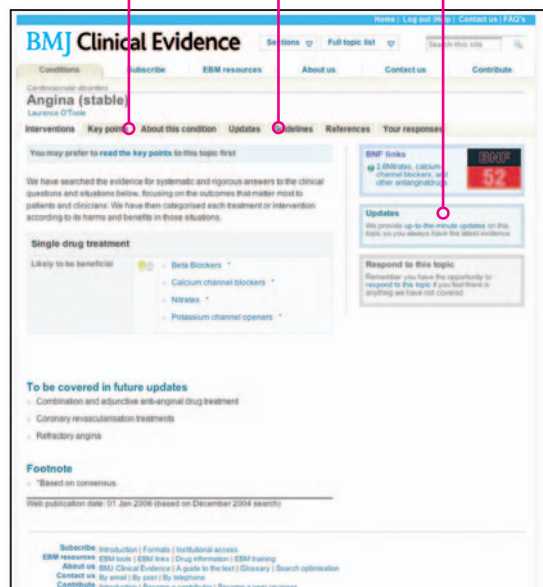 Home | Log out | Help | Contact us | FAQ's
BMJ Clinical Evidence
Sections
Full topic list
Search this site
Conditions
Subscribe
EBM resources
About us
Contact us
Contribute
Cardiovascular disorders
Angina (stable)
Laurence O'Toole
Interventions Key points About this condition Updates Guidelines References Your responses
You may prefer to read the key points to this topic first
We have searched the evidence for systematic and rigorous answers to the clinical
questions and situations below, focusing on the outcomes that matter most to
patients and clinicians. We have then categorised each treatment or intervention
according to its harms and benefits in those situations.
Single drug treatment
Likely to be beneficial
Beta Blockers *
Calcium channel blockers *
Nitrates *
Potassium channel openers *
BNF links
2.6Nitrates, calcium-
channel blockers, and
other antianginaldrugs
BNF
52
Updates
We provide up-to-the-minute updates on this
topic so you always have the latest evidence
Respond to this topic
Remember you have the opportunity to
respond to this topic if you feel there is
anything we have not covered
To be covered in future updates
Combination and adjunctive anti-anginal drug treatment
Coronary revascularisation treatments
Refractory angina
Footnote
*Based on consensus.
Web publication date: 01 Jan 2006 (based on December 2004 search)
Subscribe Introduction | Formats | Institutional access
EBM resources EBM tools | EBM links | Drug information | EBM training
About us BMJ Clinical Evidence | A guide to the text | Glossary | Search optimisation
Contact us By email | By post | By telephone
Contribute Introduction | Become a contributor | Become a peer reviewer